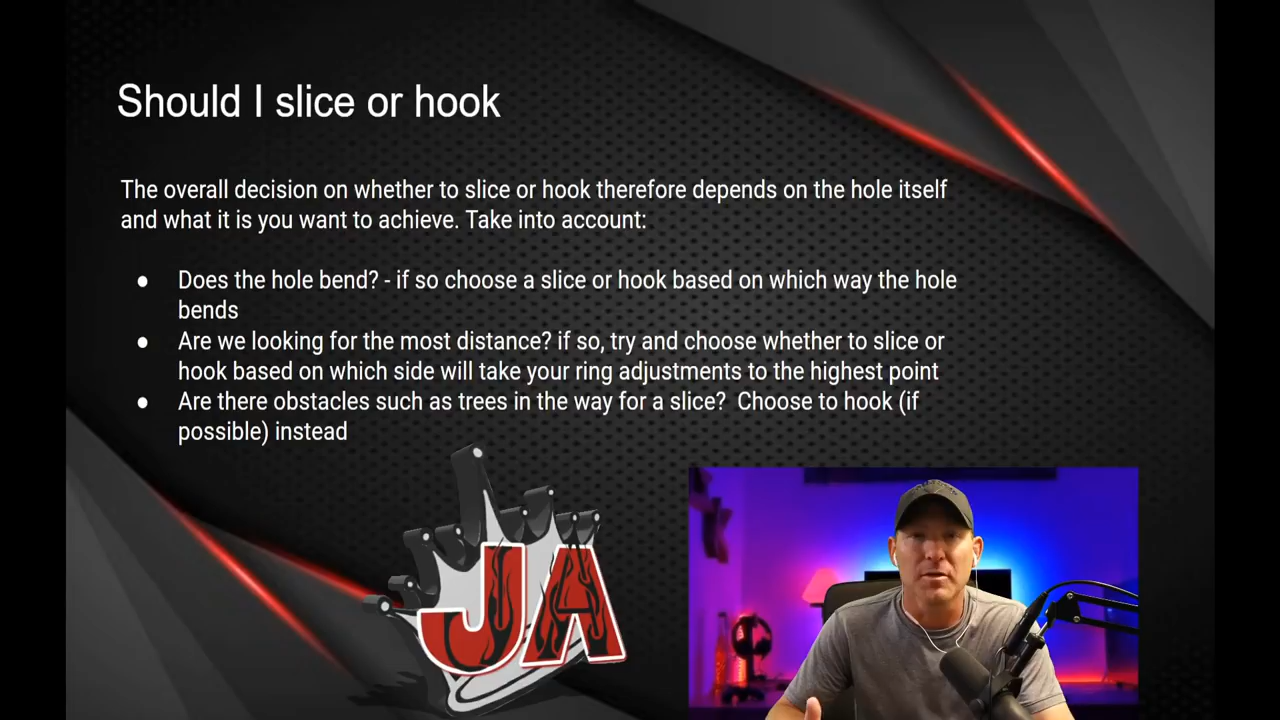 Should I slice or hook
The overall decision on whether to slice or hook therefore depends on the hole itself
and what it is you want to achieve. Take into account:
● Does the hole bend? - if so choose a slice or hook based on which way the hole
bends
● Are we looking for the most distance? if so, try and choose whether to slice or
hook based on which side will take your ring adjustments to the highest point
● Are there obstacles such as trees in the way for a slice?  Choose to hook (if
possible) instead
JA